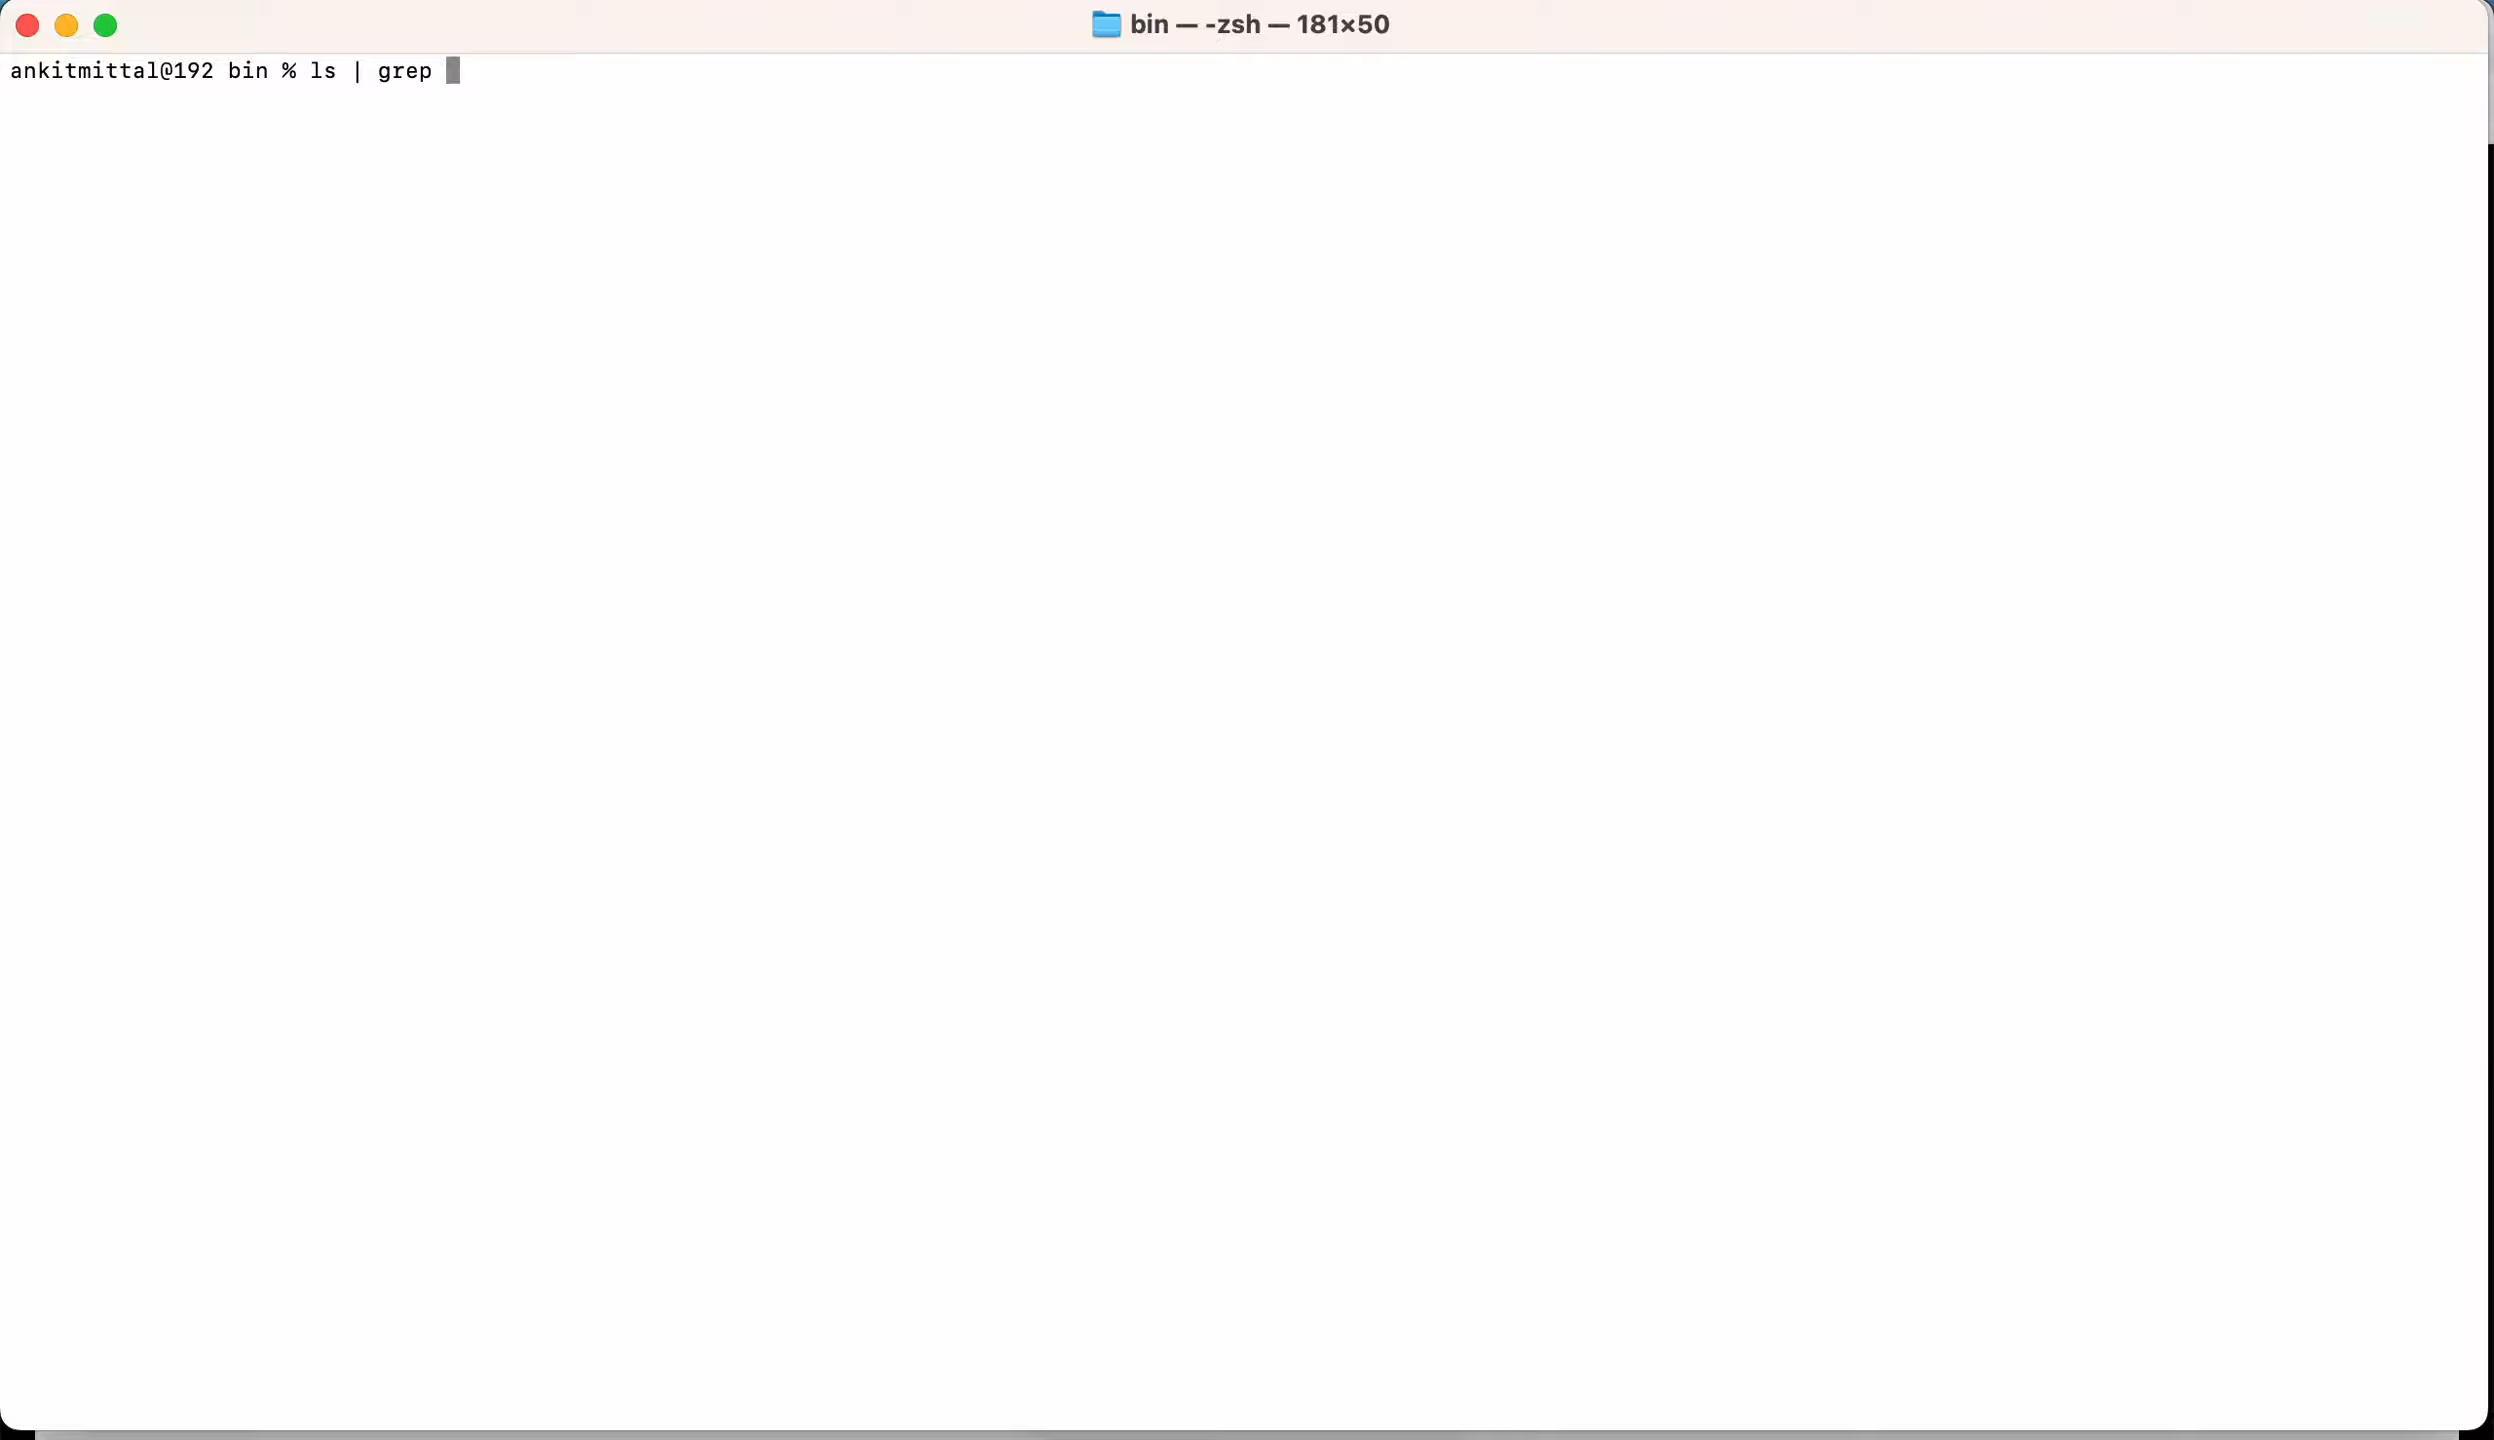 bin — -zsh — 181×50
ankitmittal@192 bin % ls | grep